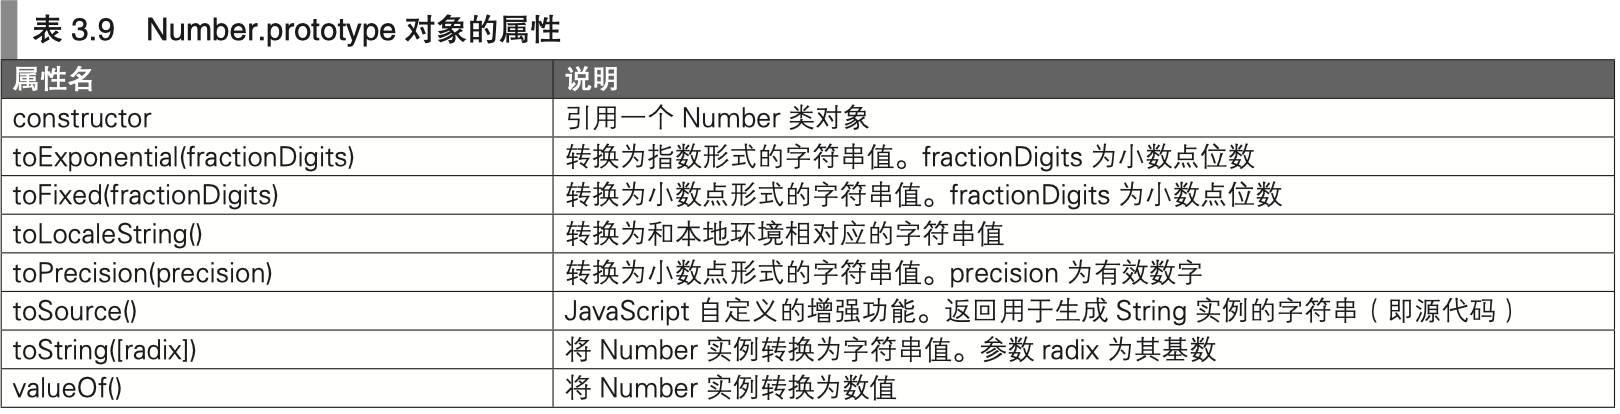 表 3.9 Number.prototype 对象的属性
属性名 说明
constructor 引用一个 Number 类对象
toExponential(fractionDigits) 转换为指数形式的字符串值。fractionDigits 为小数点位数
toFixed(fractionDigits) 转换为小数点形式的字符串值。fractionDigits 为小数点位数
toLocaleString() 转换为和本地环境相对应的字符串值
toPrecision(precision) 转换为小数点形式的字符串值。precision 为有效数字
toSource() JavaScript 自定义的增强功能。返回用于生成 String 实例的字符串（即源代码）
toString([radix]) 将 Number 实例转换为字符串值。参数 radix 为其基数
valueOf() 将 Number 实例转换为数值